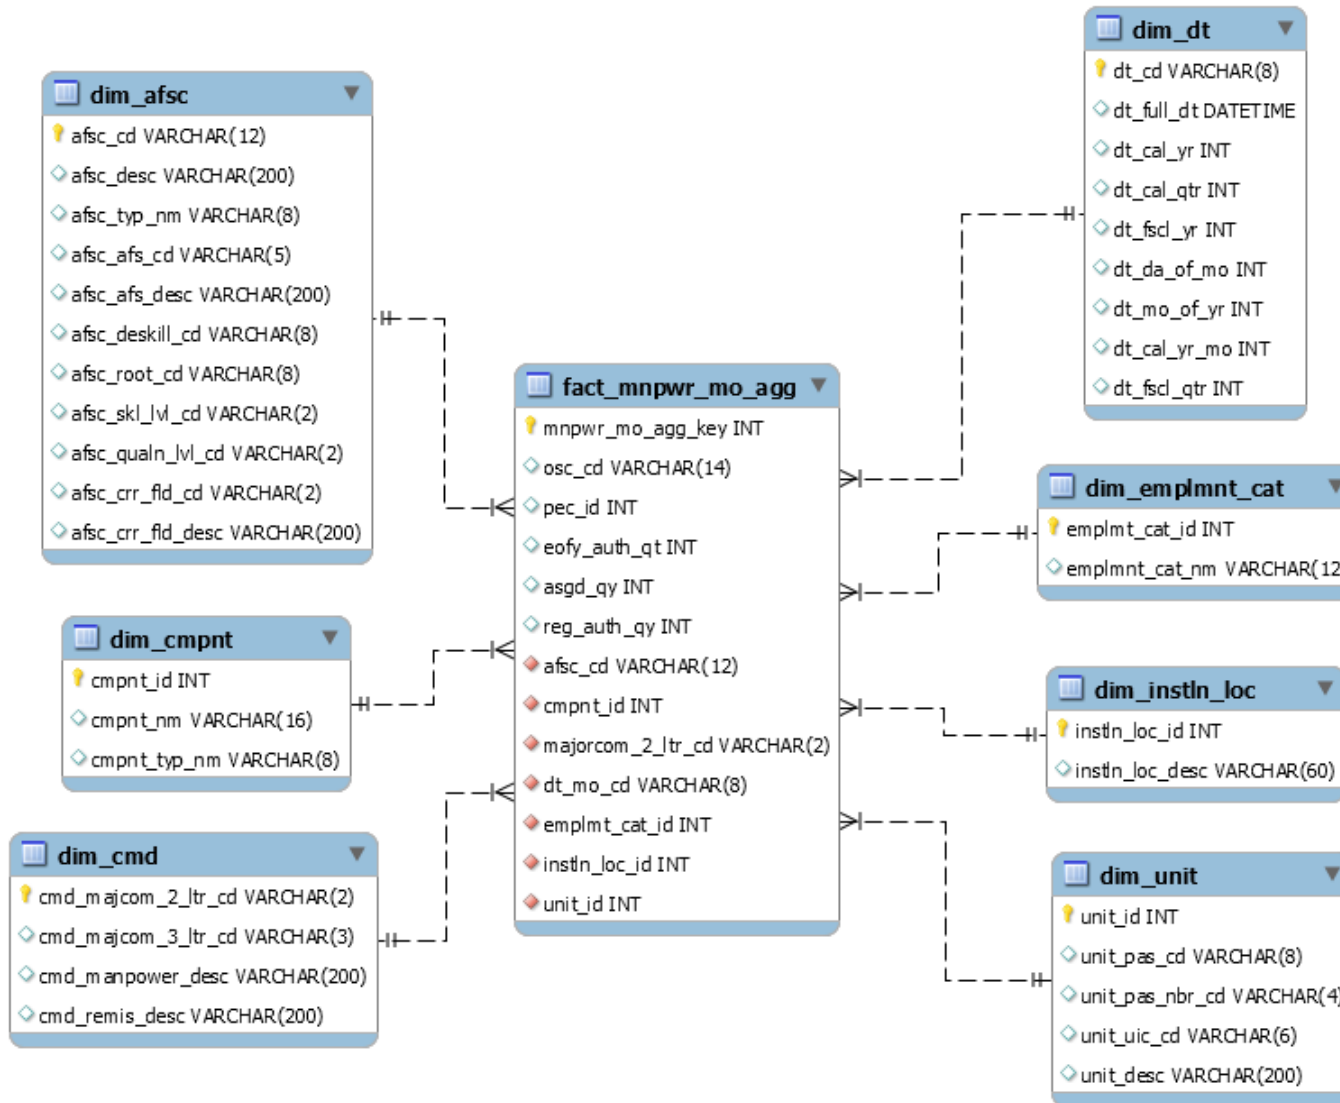 dim_afsc
afsc_cd VARCHAR(12)
afsc_desc VARCHAR(200)
afsc_typ_nm VARCHAR(8)
afsc_afs_cd VARCHAR(5)
afsc_afs_desc VARCHAR(200)
afsc_deskill_cd VARCHAR(8)
afsc_root_cd VARCHAR(8)
afsc_skl_lvl_cd VARCHAR(2)
afsc_qualn_lvl_cd VARCHAR(2)
afsc_crr_fld_cd VARCHAR(2)
afsc_crr_fld_desc VARCHAR(200)
dim_cmpnt
cmpnt_id INT
cmpnt_nm VARCHAR(16)
cmpnt_typ_nm VARCHAR(8)
dim_cmd
cmd_majcom_2_ltr_cd VARCHAR(2)
cmd_majcom_3_ltr_cd VARCHAR(3)
cmd_manpower_desc VARCHAR(200)
cmd_remis_desc VARCHAR(200)
fact_mnpwr_mo_agg
mnpwr_mo_agg_key INT
osc_cd VARCHAR(14)
pec_id INT
eofy_auth_qt INT
asgd_qy INT
reg_auth_qy INT
afsc_cd VARCHAR(12)
cmpnt_id INT
majorcom_2_ltr_cd VARCHAR(2)
dt_mo_cd VARCHAR(8)
emplmt_cat_id INT
instln_loc_id INT
unit_id INT
dim_dt
dt_cd VARCHAR(8)
dt_full_dt DATETIME
dt_cal_yr INT
dt_cal_qtr INT
dt_fscl_yr INT
dt_da_of_mo INT
dt_mo_of_yr INT
dt_cal_yr_mo INT
dt_fscl_qtr INT
dim_emplmnt_cat
emplmt_cat_id INT
emplmnt_cat_nm VARCHAR(12
dim_instln_loc
instln_loc_id INT
instln_loc_desc VARCHAR(60)
dim_unit
unit_id INT
unit_pas_cd VARCHAR(8)
unit_pas_nbr_cd VARCHAR(4)
unit_uic_cd VARCHAR(6)
unit_desc VARCHAR(200)